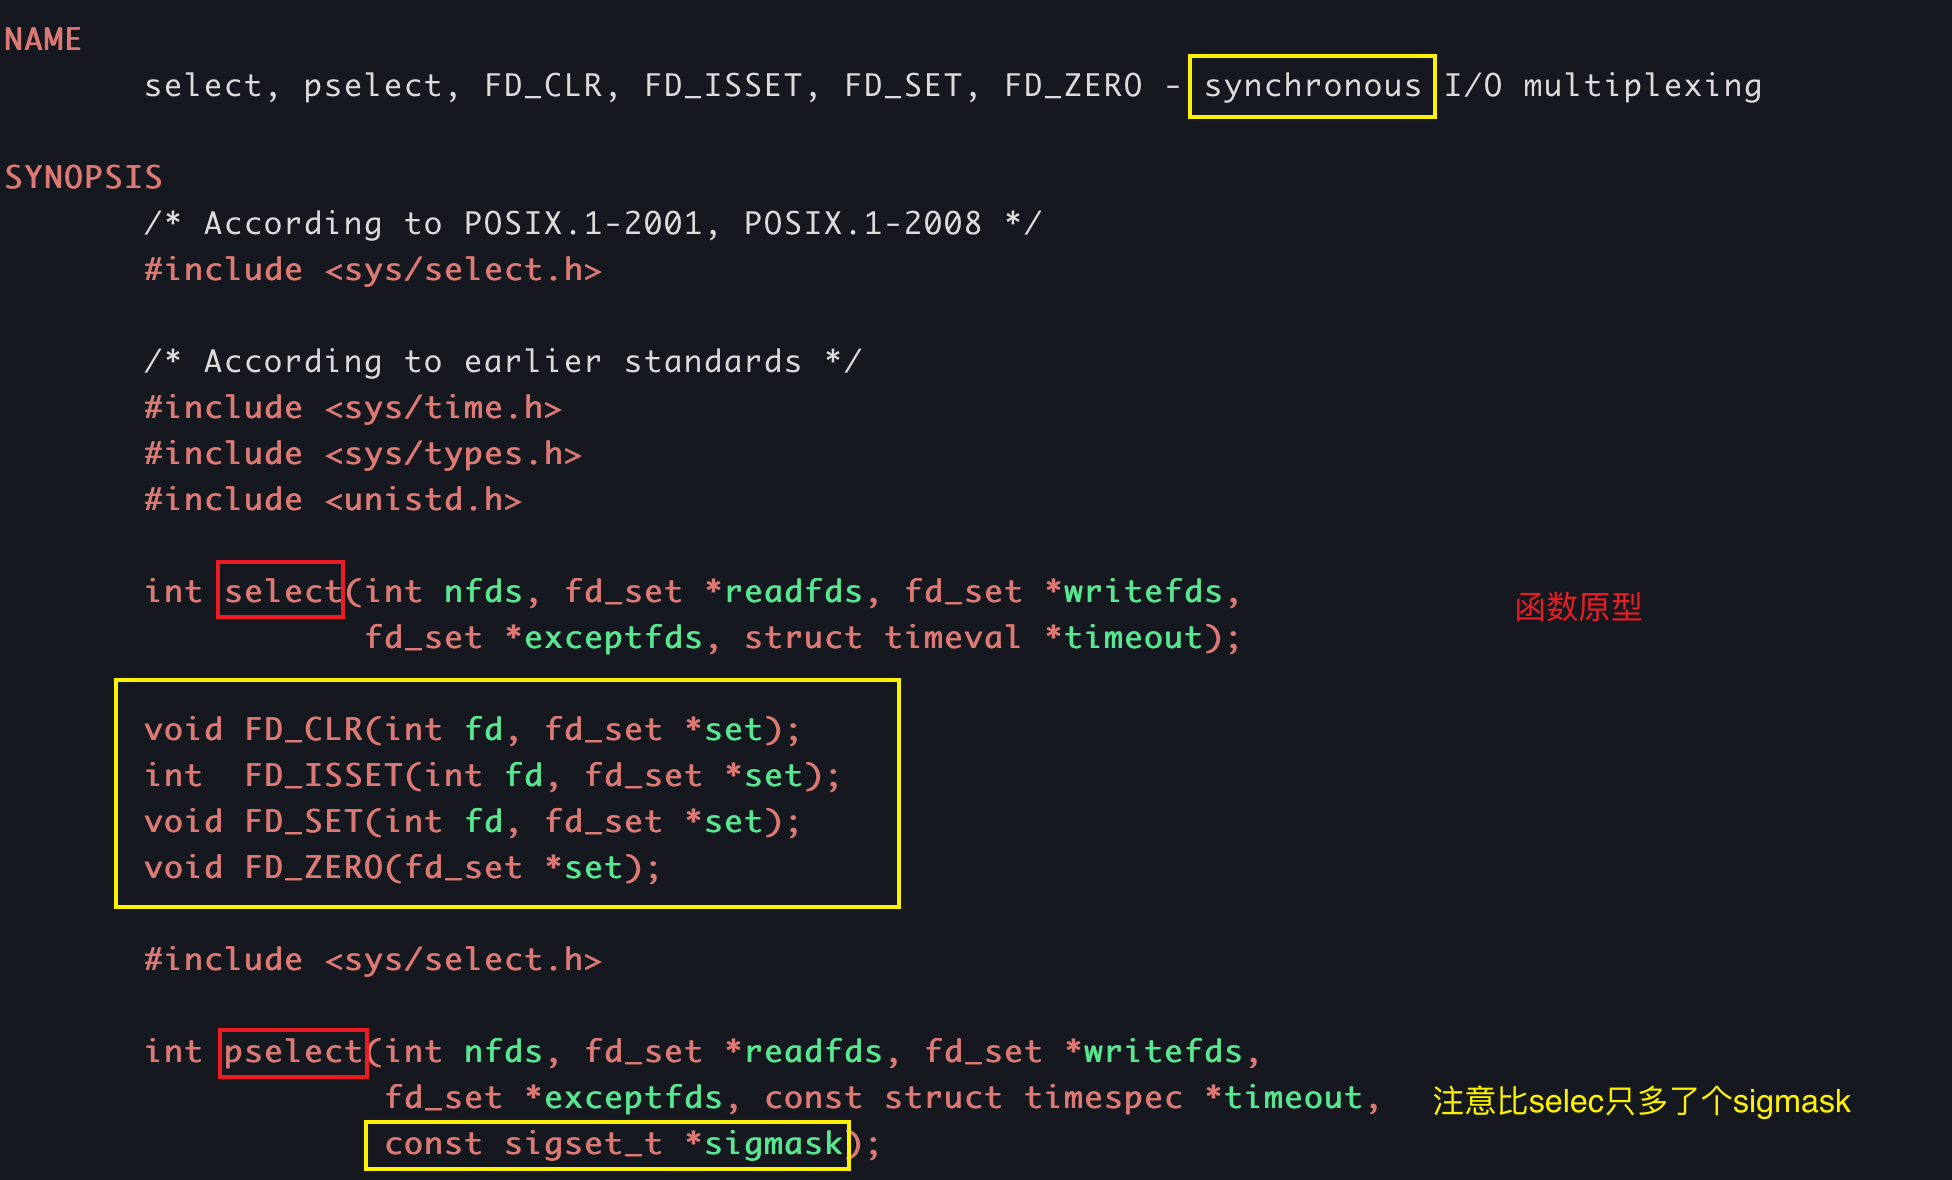 NAME
select, pselect, FD_CLR, FD_ISSET, FD_SET, FD_ZERO - synchronous I/O multiplexing
SYNOPSIS
/* According to POSIX.1-2001, POSIX.1-2008 */
#include <sys/select.h>
/* According to earlier standards */
#include <sys/time.h>
#include <sys/types.h>
#include <unistd.h>
int select(int nfds, fd_set *readfds, fd_set *writefds,
函数原型
fd_set *exceptfds, struct timeval *timeout);
void FD_CLR(int fd, fd_set *set);
int  FD_ISSET(int fd, fd_set *set);
void FD_SET(int fd, fd_set *set);
void FD_ZERO(fd_set *set);
#include <sys/select.h>
int pselect(int nfds, fd_set *readfds, fd_set *writefds,
fd_set *exceptfds, const struct timespec *timeout,
注意比selec只多了个sigmask
const sigset_t *sigmask);